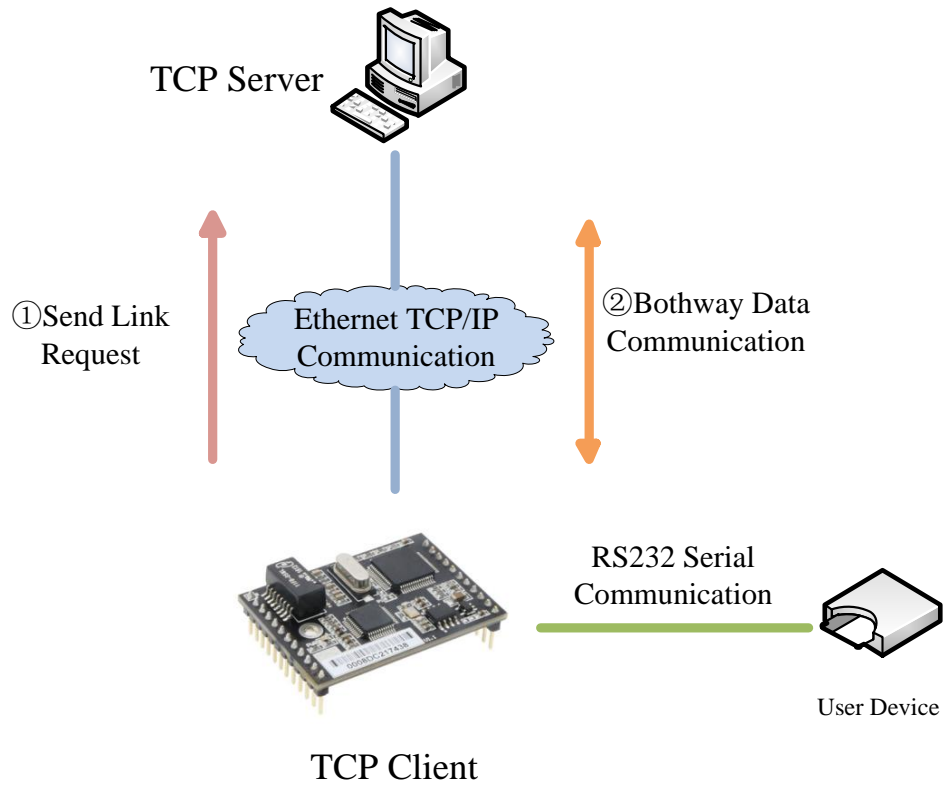 TCP Server
①Send Link
Request
Ethernet TCP/IP
Communication
②Bothway Data
Communication
RS232 Serial
Communication
0008DC217438
User Device
TCP Client